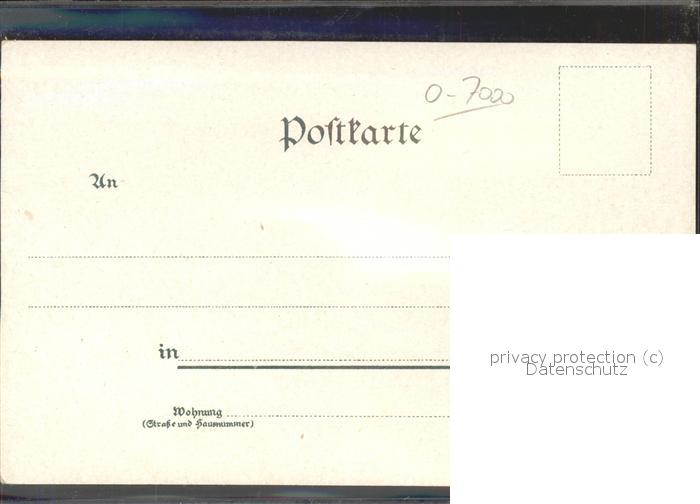 0-7000
Postkarte
An
in
Wohnung
(Straße und Hausnummer)
privacy protection (c)
Datenschutz